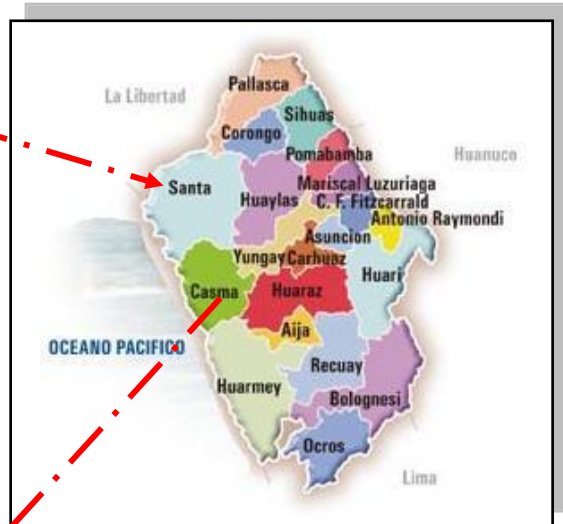 Pallasca
La Libertad
Sihuas
Corongo
Pomabamba
Huanuco
Santa
Mariscal Luzuriaga
Huaylas
C. F. Fitzcarrald
Antonio Raymondi
Asuncion
Yungay
Carhuaz
Huari
Casma
Huaraz
Aija
OCEANO PACIFICO
Recuay
Huarmey
Bolognesi
Ocros
Lima